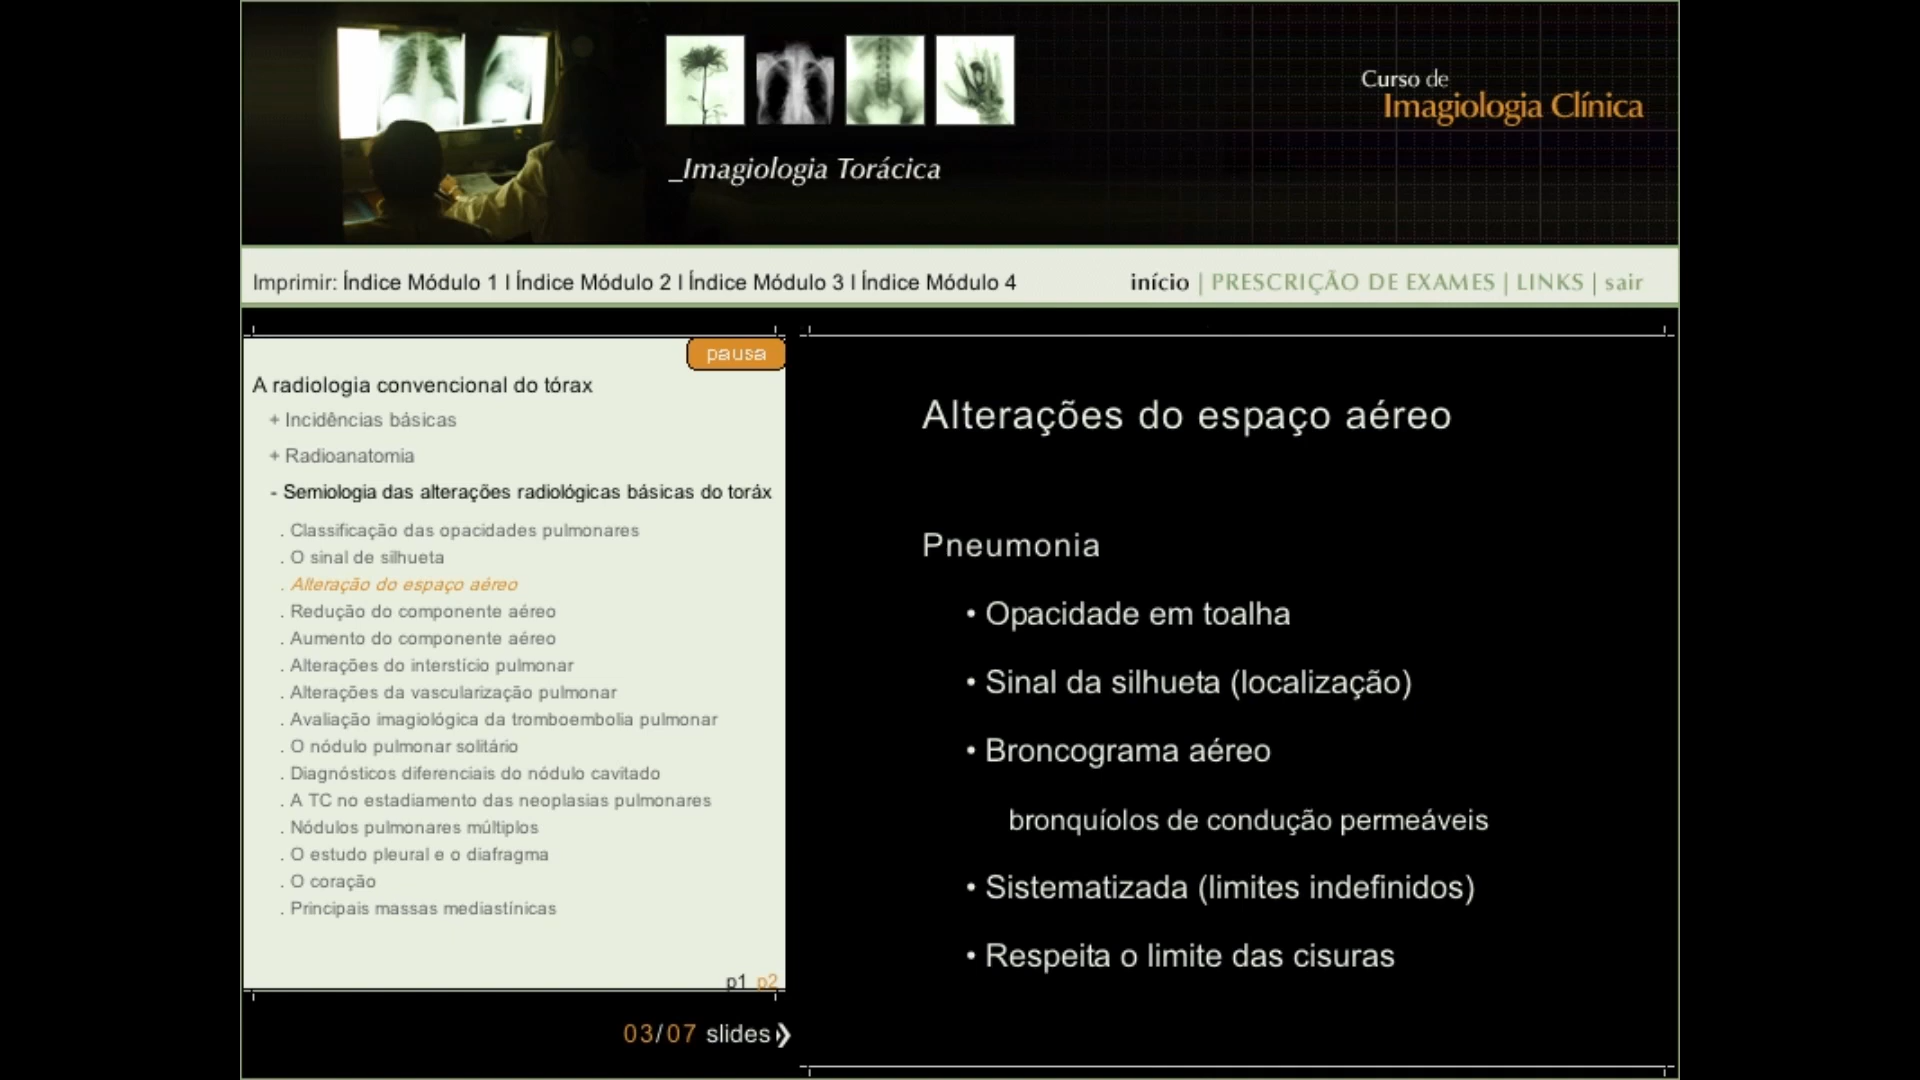 Curso de
Imagiologia Clínica
_Imagiologia Torácica
Imprimir: Índice Módulo 1 I Índice Módulo 2 I Índice Módulo 3 I Índice Módulo 4
início | PRESCRIÇÃO DE EXAMES | LINKS | sair
pausa
A radiologia convencional do tórax
+ Incidências básicas
+ Radioanatomia
- Semiologia das alterações radiológicas básicas do toráx
. Classificação das opacidades pulmonares
. O sinal de silhueta
. Alteração do espaço aéreo
. Redução do componente aéreo
. Aumento do componente aéreo
. Alterações do interstício pulmonar
. Alterações da vascularização pulmonar
. Avaliação imagiológica da tromboembolia pulmonar
. O nódulo pulmonar solitário
. Diagnósticos diferenciais do nódulo cavitado
. A TC no estadiamento das neoplasias pulmonares
. Nódulos pulmonares múltiplos
. O estudo pleural e o diafragma
. O coração
. Principais massas mediastínicas
p1 p2
03/07 slides
Alterações do espaço aéreo
Pneumonia
• Opacidade em toalha
• Sinal da silhueta (localização)
• Broncograma aéreo
bronquíolos de condução permeáveis
• Sistematizada (limites indefinidos)
• Respeita o limite das cisuras